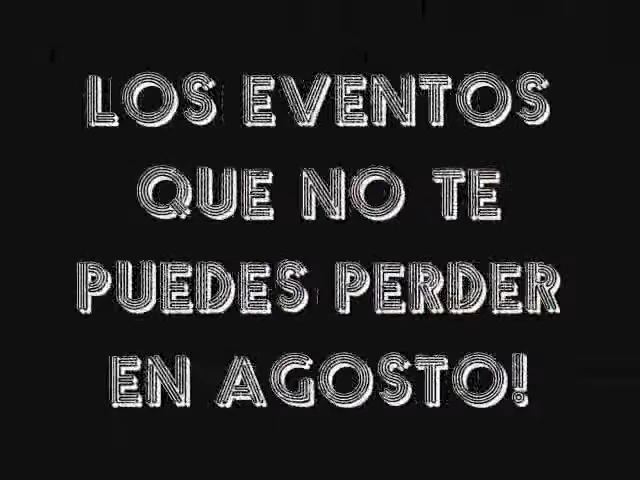 LOS EVENTOS
QUE NO TE
PUEDES PERDER
EN AGOSTO!